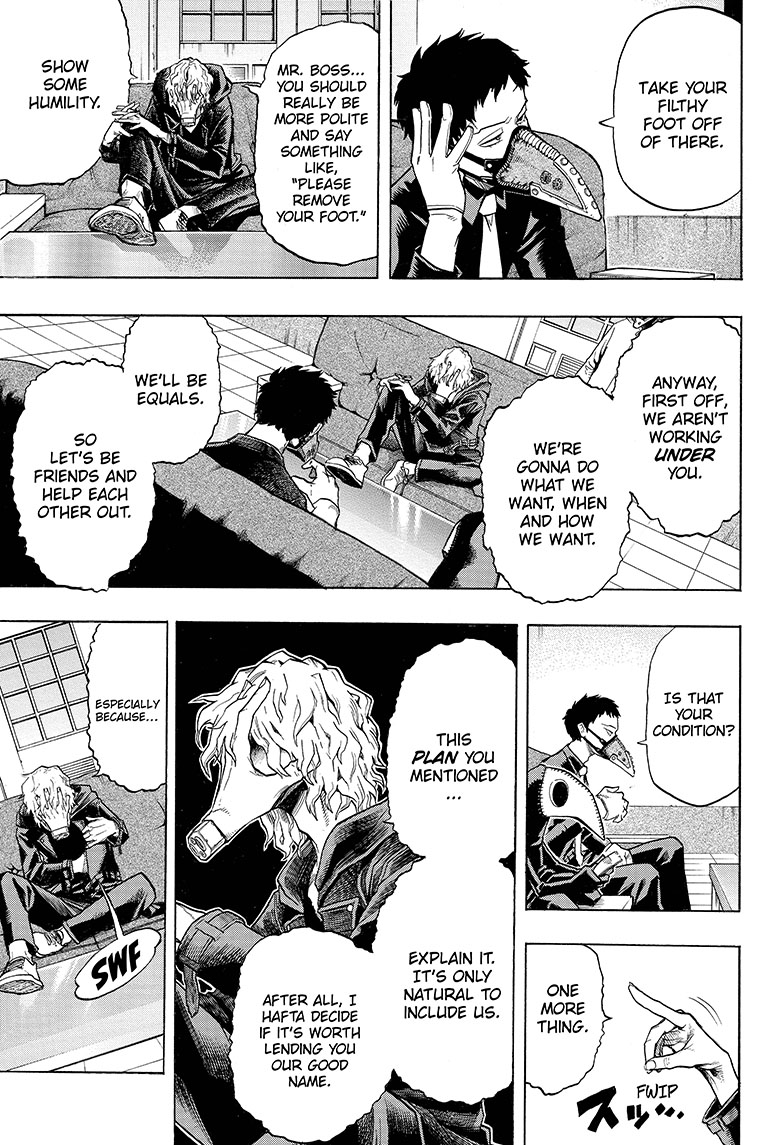 TAKE YOUR
FILTHY
FOOT OFF
OF THERE.
MR. BOSS...
YOU SHOULD
REALLY BE
MORE POLITE
AND SAY
SOMETHING
LIKE,
"PLEASE
REMOVE
YOUR FOOT."
SHOW
SOME
HUMILITY.
ANYWAY,
FIRST OFF,
WE AREN'T
WORKING
UNDER
YOU.
WE'RE
GONNA DO
WHAT WE
WANT, WHEN
AND HOW
WE WANT.
WE'LL BE
EQUALS.
SO
LET'S BE
FRIENDS AND
HELP EACH
OTHER OUT.
IS THAT
YOUR
CONDITION?
ONE
MORE
THING.
FWIP
スッ...
THIS
PLAN YOU
MENTIONED
...
EXPLAIN IT.
IT'S ONLY
NATURAL TO
INCLUDE US.
AFTER ALL, I
HAFTA DECIDE
IF IT'S WORTH
LENDING YOU
OUR GOOD
NAME.
ESPECIALLY
BECAUSE...
SWF